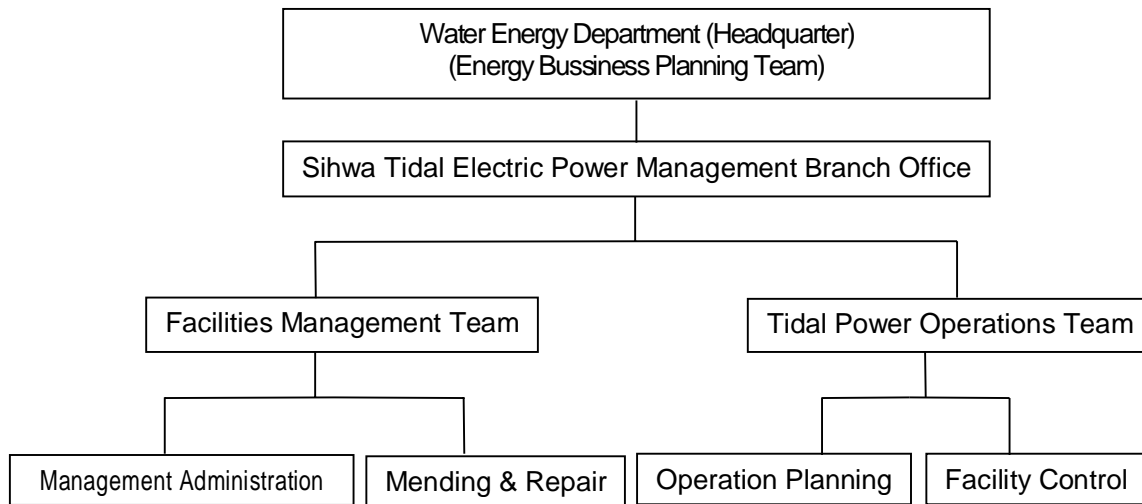 Water Energy Department (Headquarter)
(Energy Bussiness Planning Team)
Sihwa Tidal Electric Power Management Branch Office
Facilities Management Team
Tidal Power Operations Team
Management Administration
Mending & Repair
Operation Planning
Facility Control